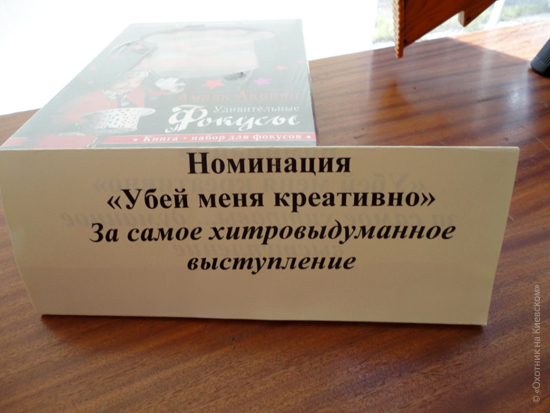 Удивительные
Фокусы
• Книга + набор для фокусов •
Номинация
«Убей меня креативно»
За самое хитровыдуманное
выступление
© «Охотник на Киевском»